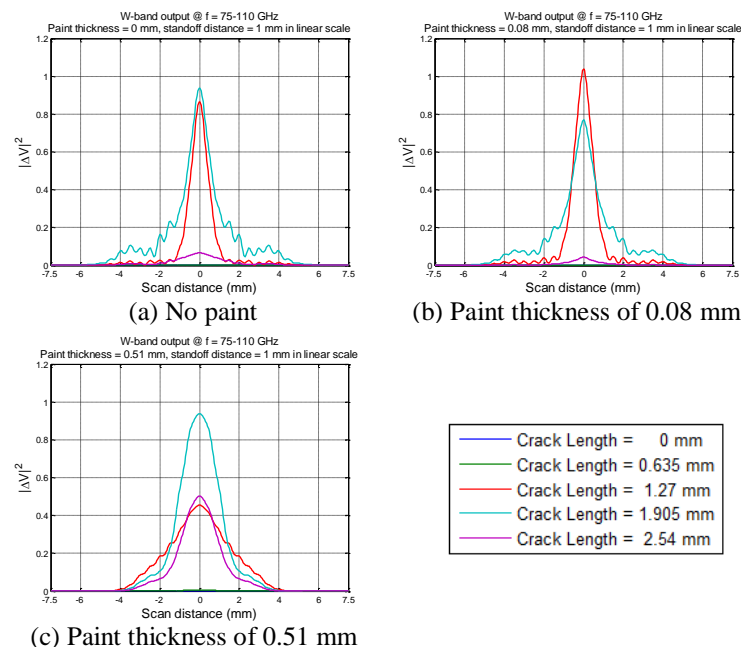 W-band output @ f = 75-110 GHz
Paint thickness = 0 mm, standoff distance = 1 mm in linear scale
1.2
1
0.8
0.6
0.4
0.2
0
|ΔV|²
-7.5 -6 -4 -2 0 2 4 6 7.5
Scan distance (mm)
(a) No paint
W-band output @ f = 75-110 GHz
Paint thickness = 0.08 mm, standoff distance = 1 mm in linear scale
1.2
1
0.8
0.6
0.4
0.2
0
|ΔV|²
-7.5 -6 -4 -2 0 2 4 6 7.5
Scan distance (mm)
(b) Paint thickness of 0.08 mm
W-band output @ f = 75-110 GHz
Paint thickness = 0.51 mm, standoff distance = 1 mm in linear scale
1.2
1
0.8
0.6
0.4
0.2
0
|ΔV|²
-7.5 -6 -4 -2 0 2 4 6 7.5
Scan distance (mm)
(c) Paint thickness of 0.51 mm
Crack Length = 0 mm
Crack Length = 0.635 mm
Crack Length = 1.27 mm
Crack Length = 1.905 mm
Crack Length = 2.54 mm